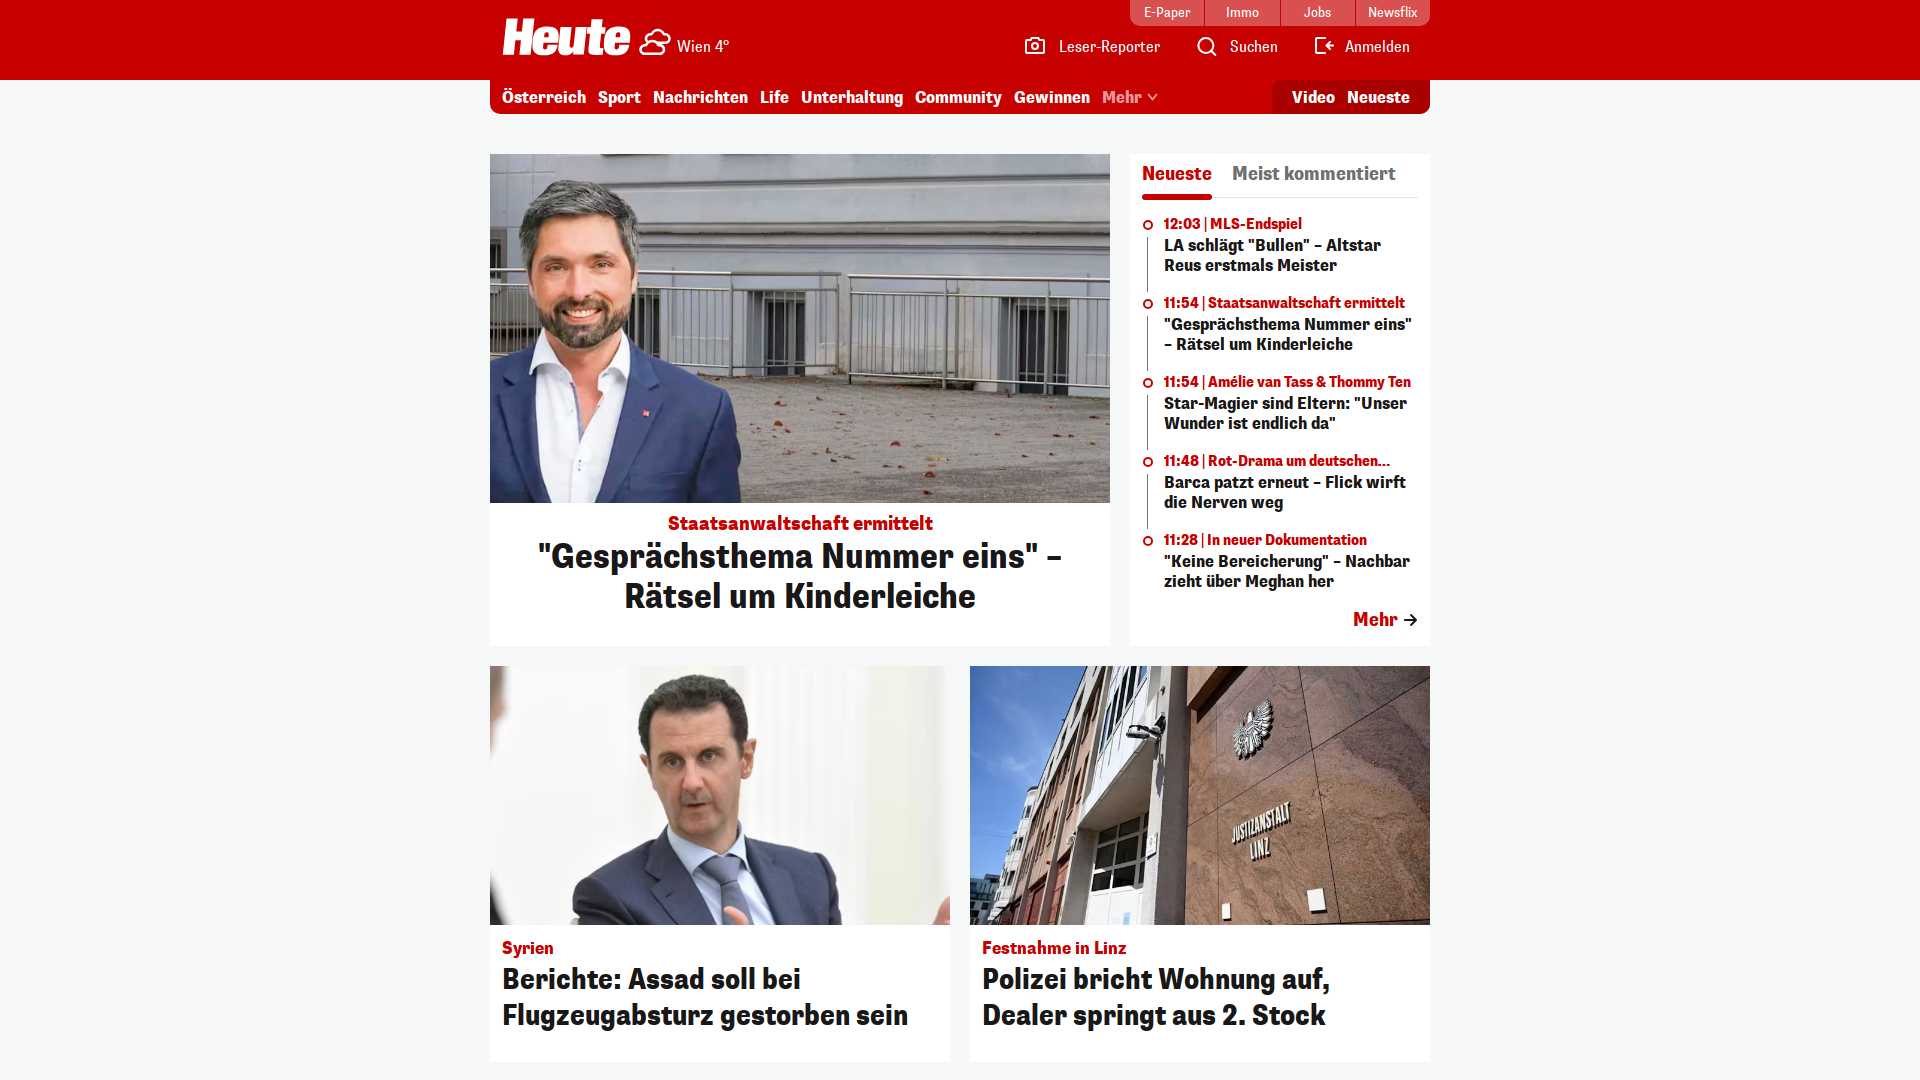 E-Paper
Immo
Jobs
Newsflix
Heute
Wien 4°
Leser-Reporter
Suchen
Anmelden
Österreich
Sport
Nachrichten
Life
Unterhaltung
Community
Gewinnen
Mehr
Video
Neueste
Staatsanwaltschaft ermittelt
"Gesprächsthema Nummer eins" –
Rätsel um Kinderleiche
Neueste
Meist kommentiert
12:03 | MLS-Endspiel
LA schlägt "Bullen" – Altstar
Reus erstmals Meister
11:54 | Staatsanwaltschaft ermittelt
"Gesprächsthema Nummer eins"
– Rätsel um Kinderleiche
11:54 | Amélie van Tass & Thommy Ten
Star-Magier sind Eltern: "Unser
Wunder ist endlich da"
11:48 | Rot-Drama um deutschen...
Barca patzt erneut – Flick wirft
die Nerven weg
11:28 | In neuer Dokumentation
"Keine Bereicherung" – Nachbar
zieht über Meghan her
Mehr
Syrien
Berichte: Assad soll bei
Flugzeugabsturz gestorben sein
JUSTIZANSTALT
LINZ
Festnahme in Linz
Polizei bricht Wohnung auf,
Dealer springt aus 2. Stock